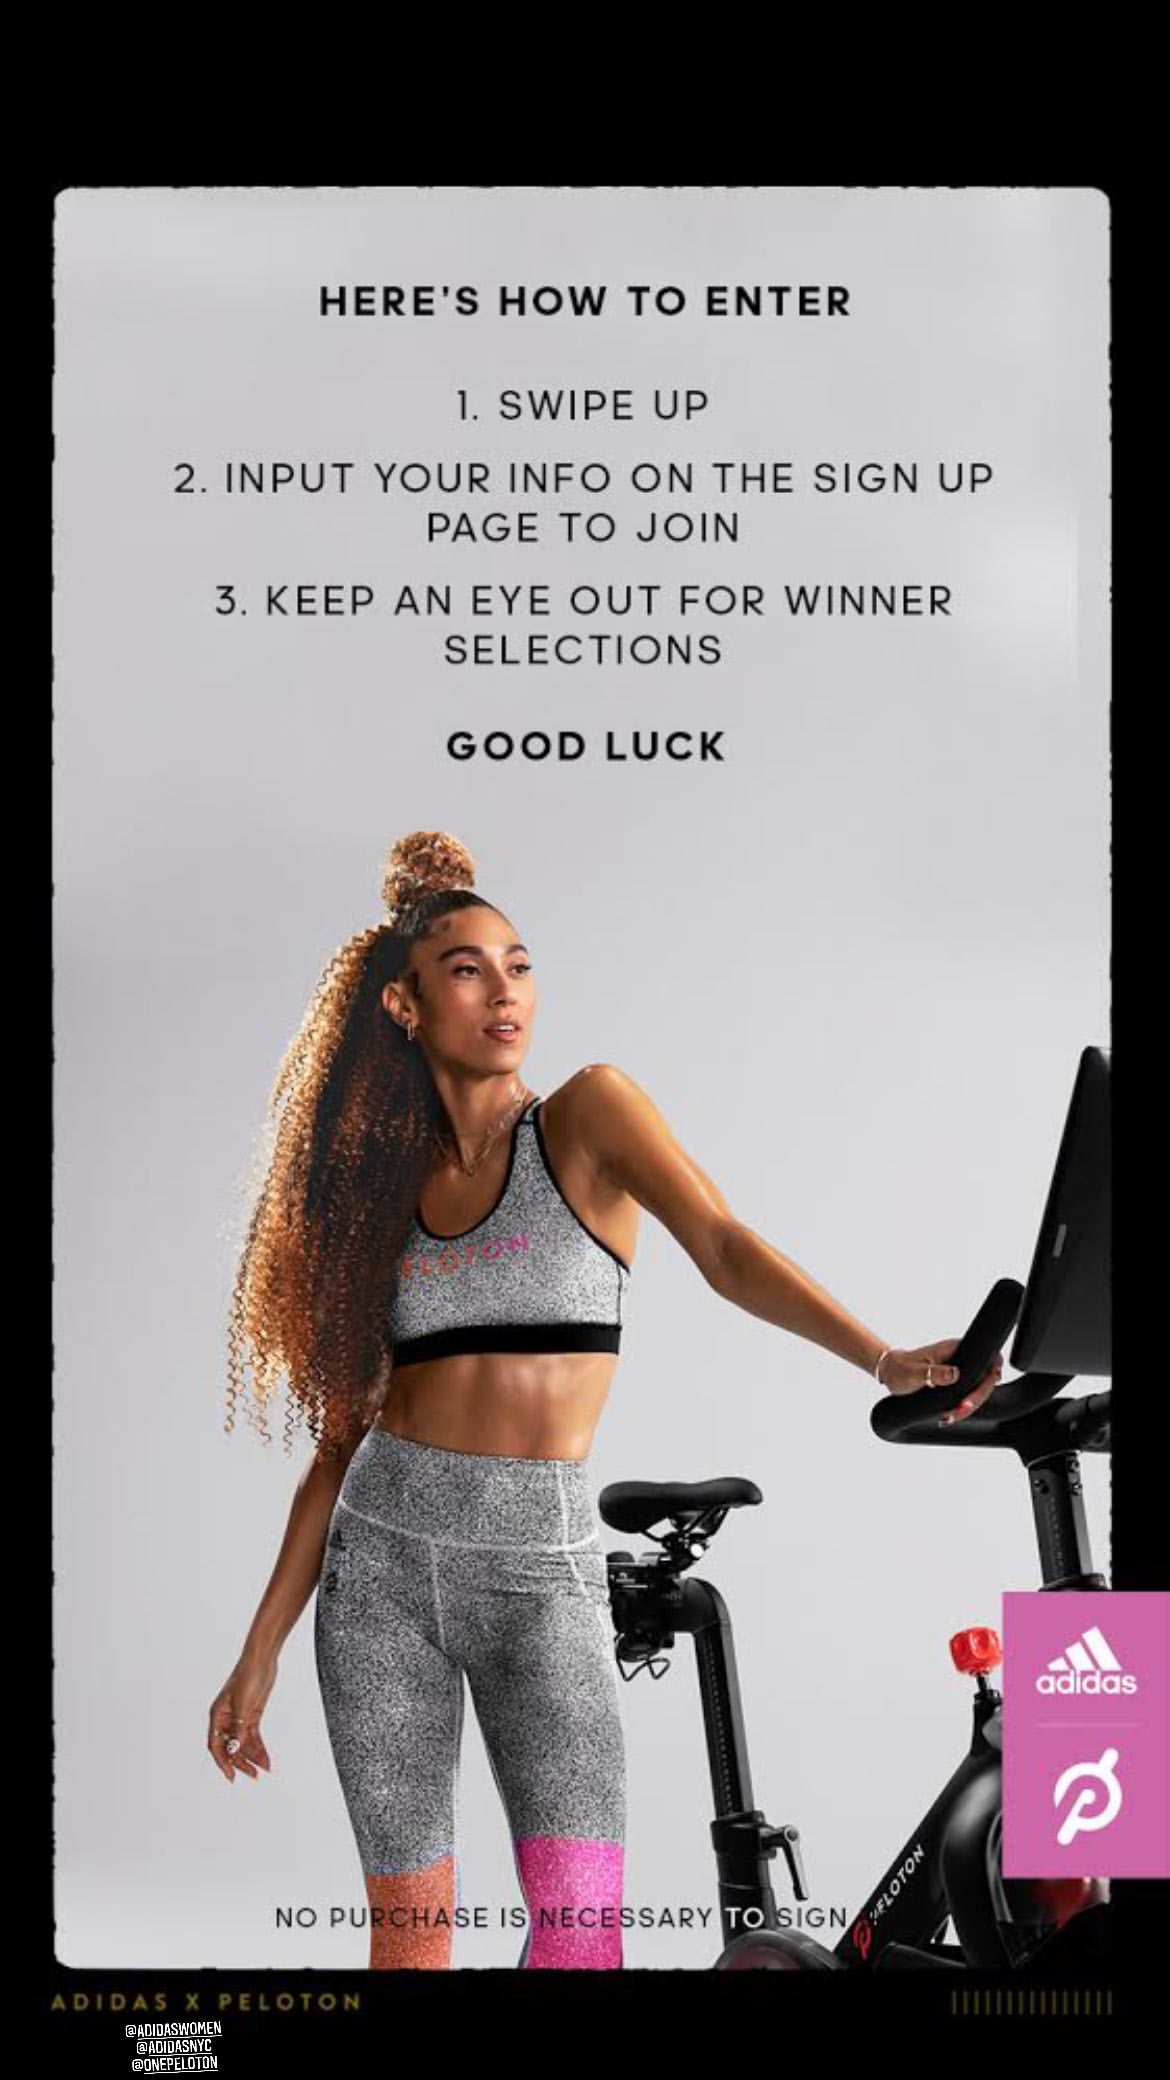 HERE'S HOW TO ENTER
1. SWIPE UP
2. INPUT YOUR INFO ON THE SIGN UP
PAGE TO JOIN
3. KEEP AN EYE OUT FOR WINNER
SELECTIONS
GOOD LUCK
ELOTON
adidas
PELOTON
NO PURCHASE IS NECESSARY TO SIGN
ADIDAS X PELOTON
@ADIDASWOMEN
@ADIDASNYC
@ONEPELOTON